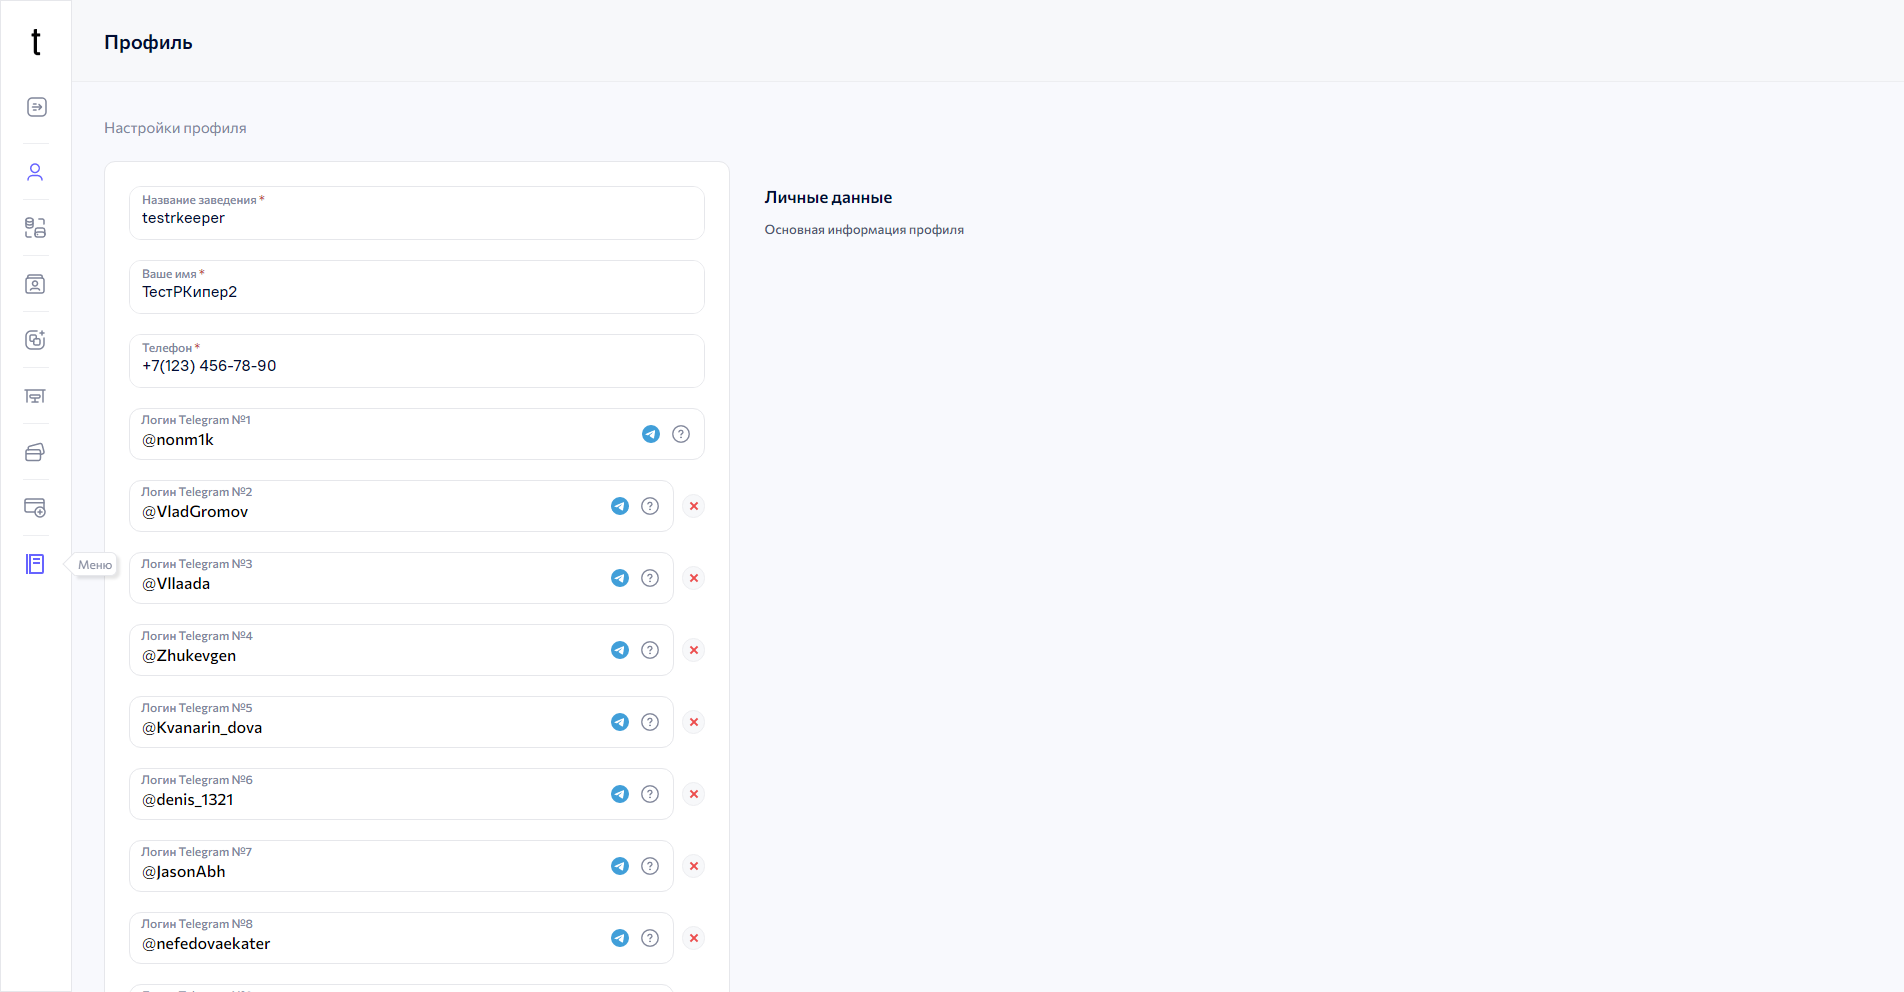 t
Профиль
Настройки профиля
Название заведения *
testrkeeper
Ваше имя *
ТестРКипер2
Телефон *
+7(123) 456-78-90
Логин Telegram №1
@nonm1k
Логин Telegram №2
@VladGromov
Логин Telegram №3
@Vllaada
Логин Telegram №4
@Zhukevgen
Логин Telegram №5
@Kvanarin_dova
Логин Telegram №6
@denis_1321
Логин Telegram №7
@JasonAbh
Логин Telegram №8
@nefedovaekater
Меню
Личные данные
Основная информация профиля